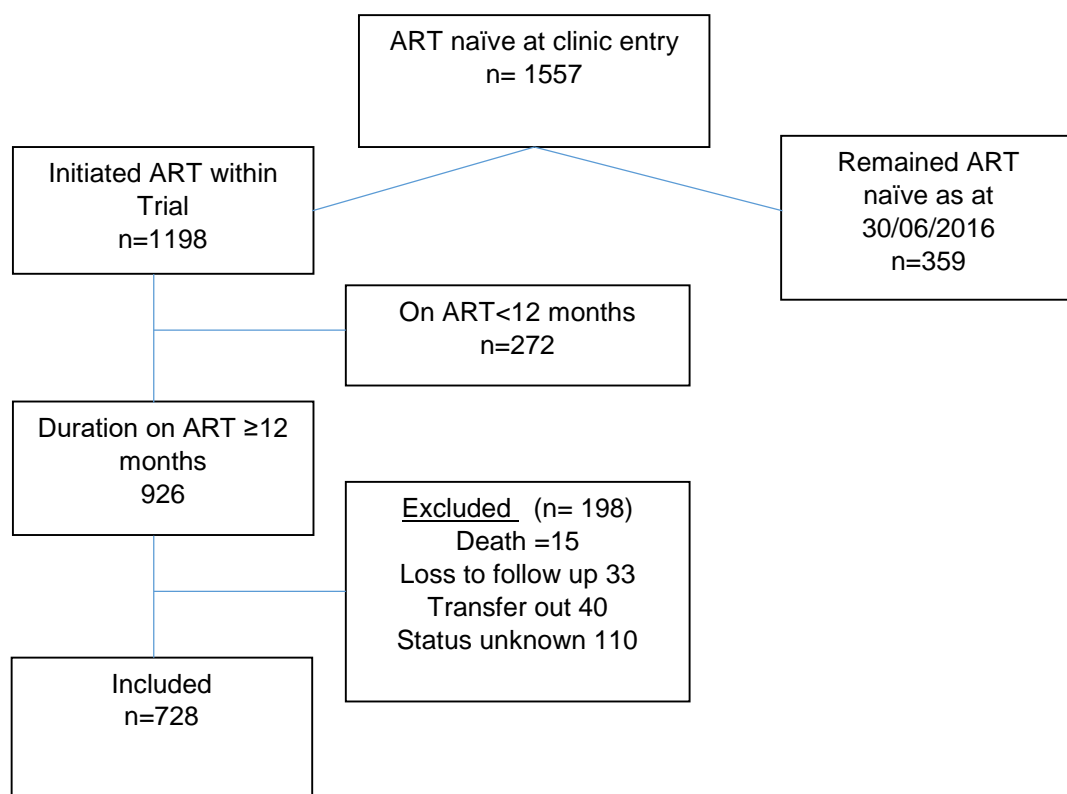 ART naïve at clinic entry
n= 1557
Initiated ART within
Trial
n=1198
Remained ART
naïve as at
30/06/2016
n=359
On ART<12 months
n=272
Duration on ART ≥12
months
926
Excluded (n= 198)
Death =15
Loss to follow up 33
Transfer out 40
Status unknown 110
Included
n=728